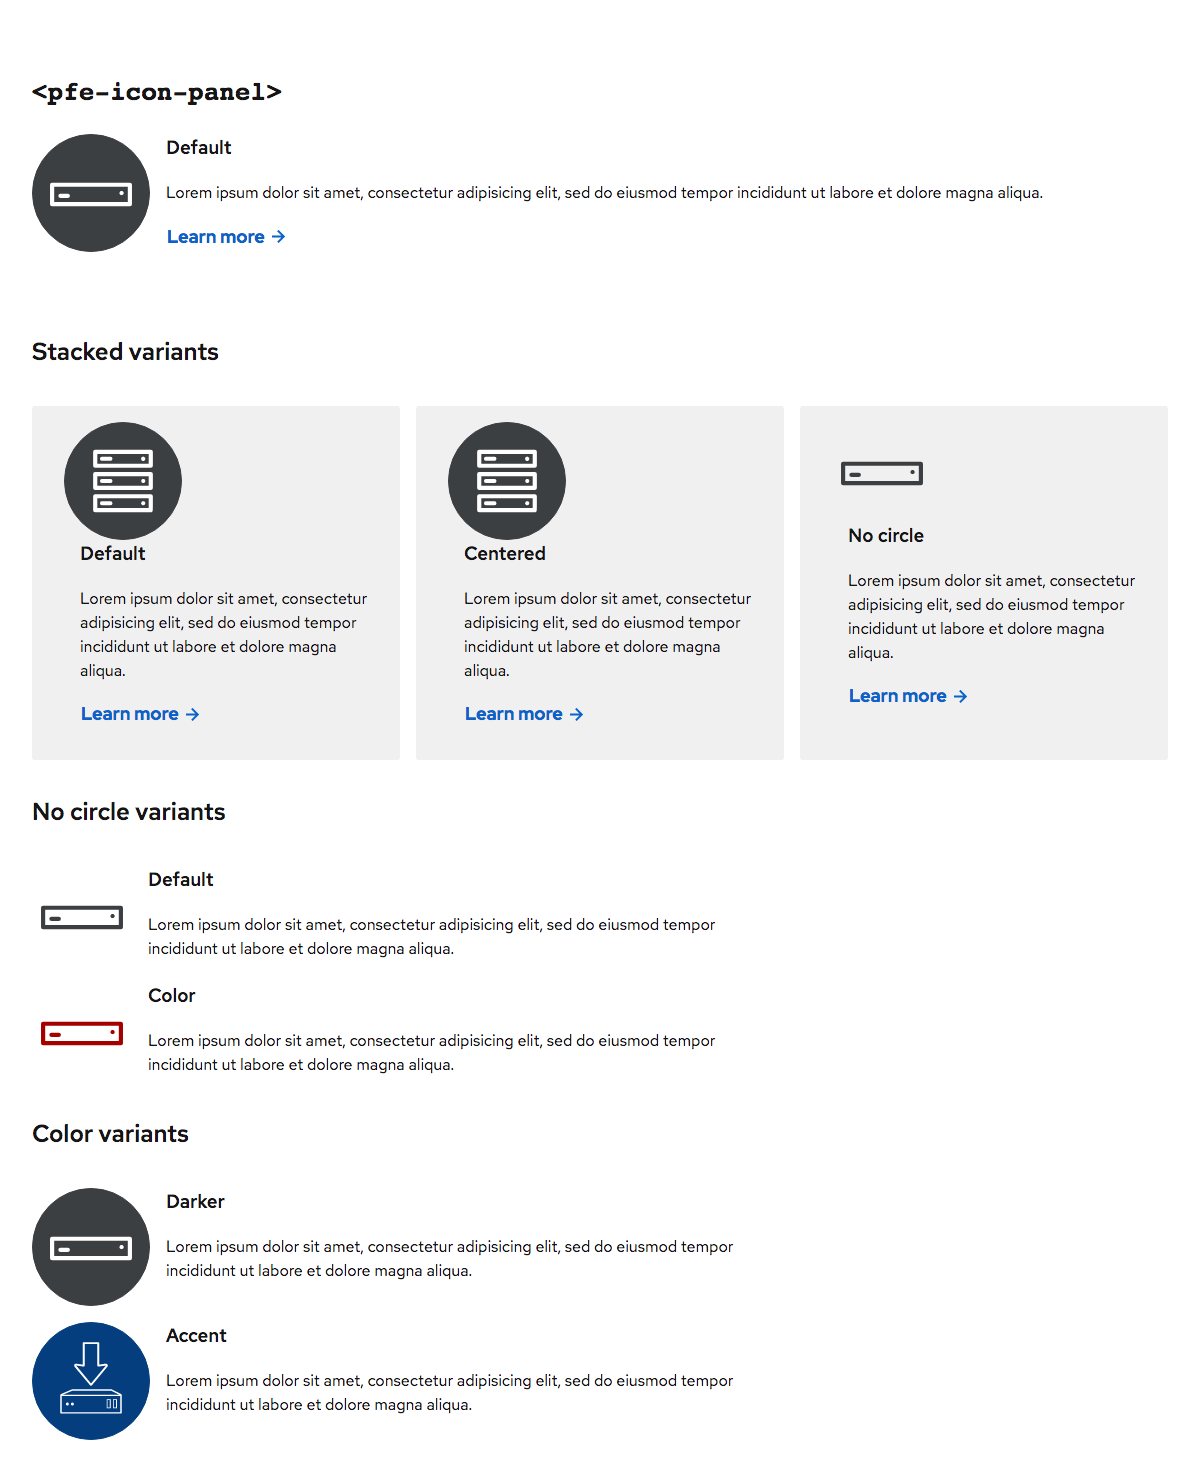 <pfe-icon-panel>
Default
Lorem ipsum dolor sit amet, consectetur adipisicing elit, sed do eiusmod tempor incididunt ut labore et dolore magna aliqua.
Learn more →
Stacked variants
Default
Lorem ipsum dolor sit amet, consectetur
adipisicing elit, sed do eiusmod tempor
incididunt ut labore et dolore magna
aliqua.
Learn more →
Centered
Lorem ipsum dolor sit amet, consectetur
adipisicing elit, sed do eiusmod tempor
incididunt ut labore et dolore magna
aliqua.
Learn more →
No circle
Lorem ipsum dolor sit amet, consectetur
adipisicing elit, sed do eiusmod tempor
incididunt ut labore et dolore magna
aliqua.
Learn more →
No circle variants
Default
Lorem ipsum dolor sit amet, consectetur adipisicing elit, sed do eiusmod tempor
incididunt ut labore et dolore magna aliqua.
Color
Lorem ipsum dolor sit amet, consectetur adipisicing elit, sed do eiusmod tempor
incididunt ut labore et dolore magna aliqua.
Color variants
Darker
Lorem ipsum dolor sit amet, consectetur adipisicing elit, sed do eiusmod tempor
incididunt ut labore et dolore magna aliqua.
Accent
Lorem ipsum dolor sit amet, consectetur adipisicing elit, sed do eiusmod tempor
incididunt ut labore et dolore magna aliqua.